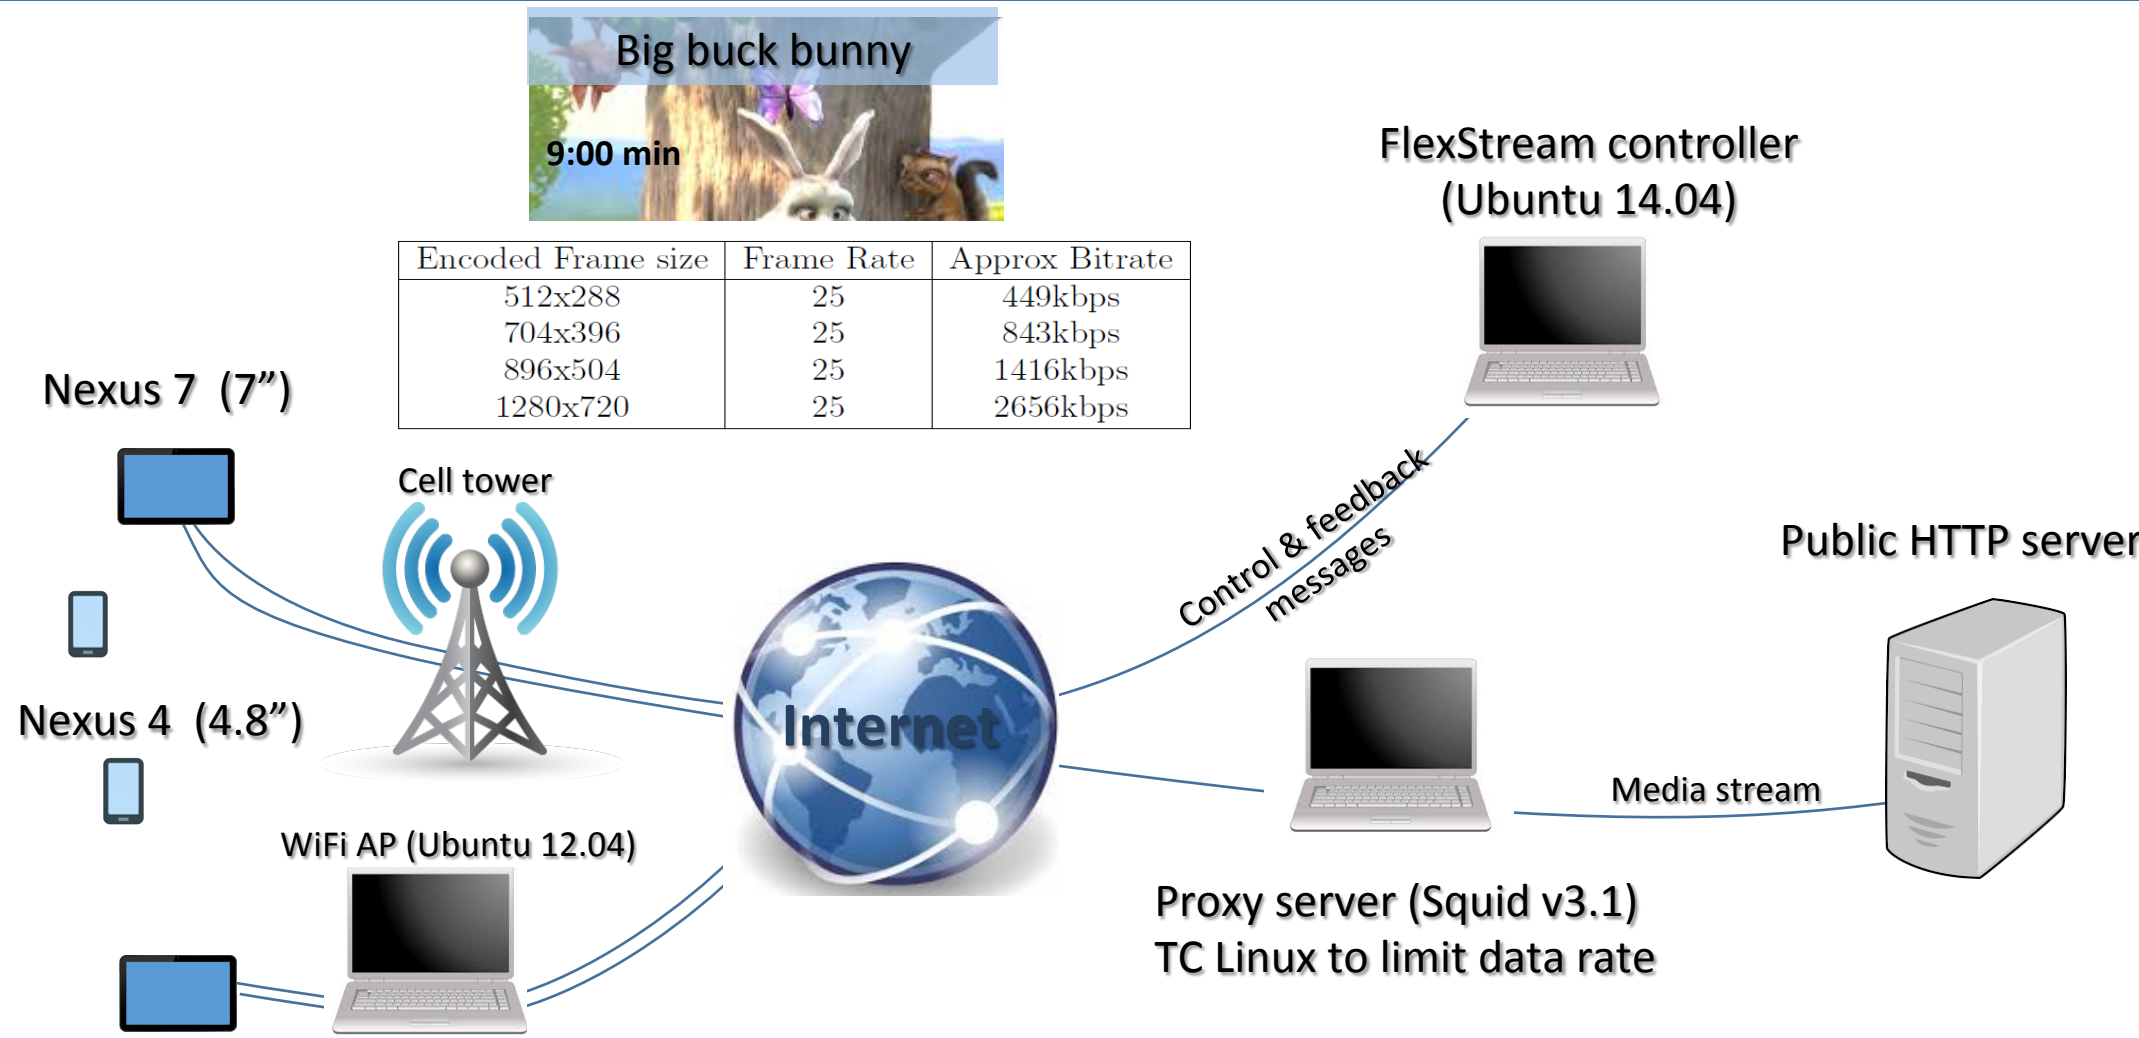 Big buck bunny
9:00 min
FlexStream controller
(Ubuntu 14.04)
Encoded Frame size Frame Rate Approx Bitrate
512x288 25 449kbps
704x396 25 843kbps
896x504 25 1416kbps
1280x720 25 2656kbps
Nexus 7 (7”)
Cell tower
Control & feedback
messages
Public HTTP server
Internet
Nexus 4 (4.8”)
Media stream
WiFi AP (Ubuntu 12.04)
Proxy server (Squid v3.1)
TC Linux to limit data rate